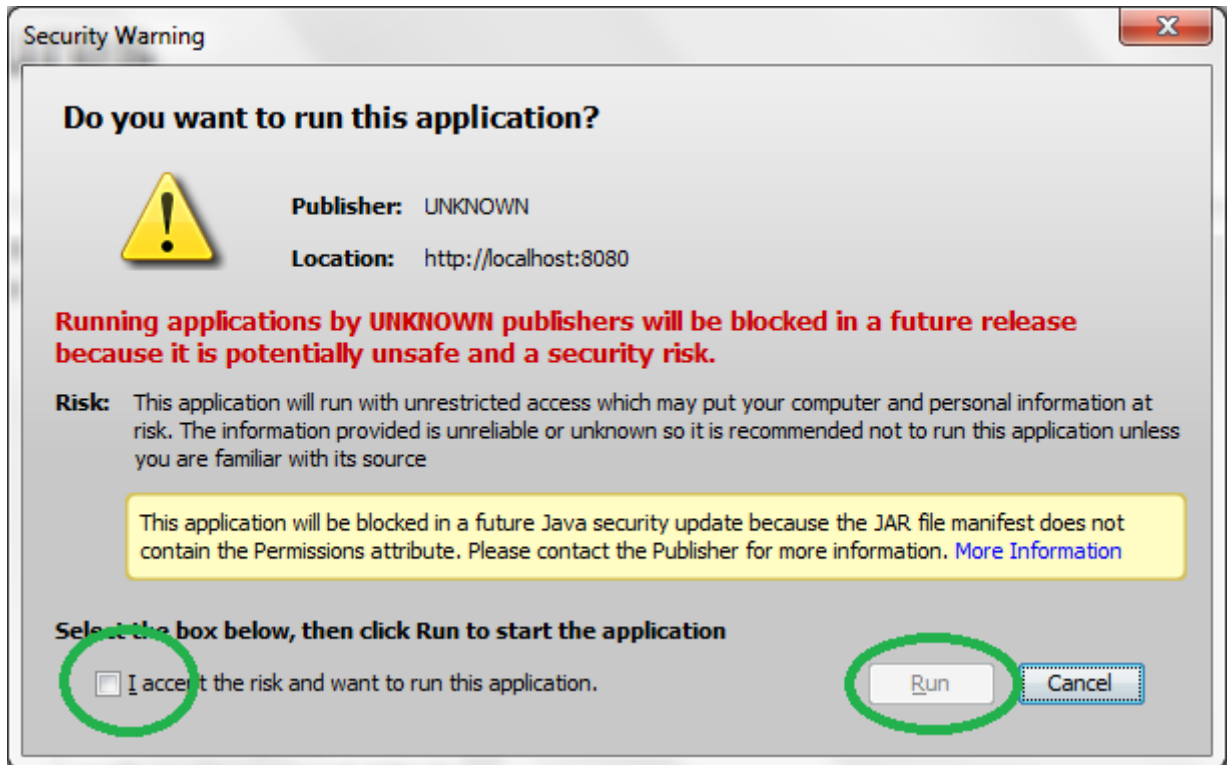 Security Warning
Do you want to run this application?
Publisher: UNKNOWN
Location: http://localhost:8080
Running applications by UNKNOWN publishers will be blocked in a future release
because it is potentially unsafe and a security risk.
Risk: This application will run with unrestricted access which may put your computer and personal information at
risk. The information provided is unreliable or unknown so it is recommended not to run this application unless
you are familiar with its source
This application will be blocked in a future Java security update because the JAR file manifest does not
contain the Permissions attribute. Please contact the Publisher for more information. More Information
Select the box below, then click Run to start the application
I accept the risk and want to run this application.
Run Cancel